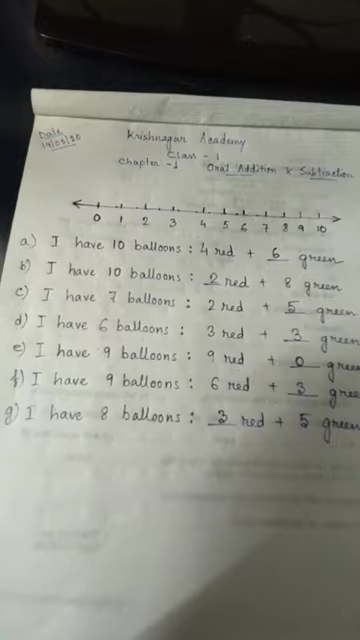 Date
19/05/20
Krishnagar Academy
Class - 1
Chapter -1 Oral Addition & Subtraction
0 1 2 3 4 5 6 7 8 9 10
a) I have 10 balloons : 4 red + 6 green
b) I have 10 balloons : 2 red + 8 green
c) I have 7 balloons : 2 red + 5 green
d) I have 6 balloons : 3 red + 3 green
e) I have 9 balloons : 9 red + 0 green
f) I have 9 balloons : 6 red + 3 gree
g) I have 8 balloons : 3 red + 5 green